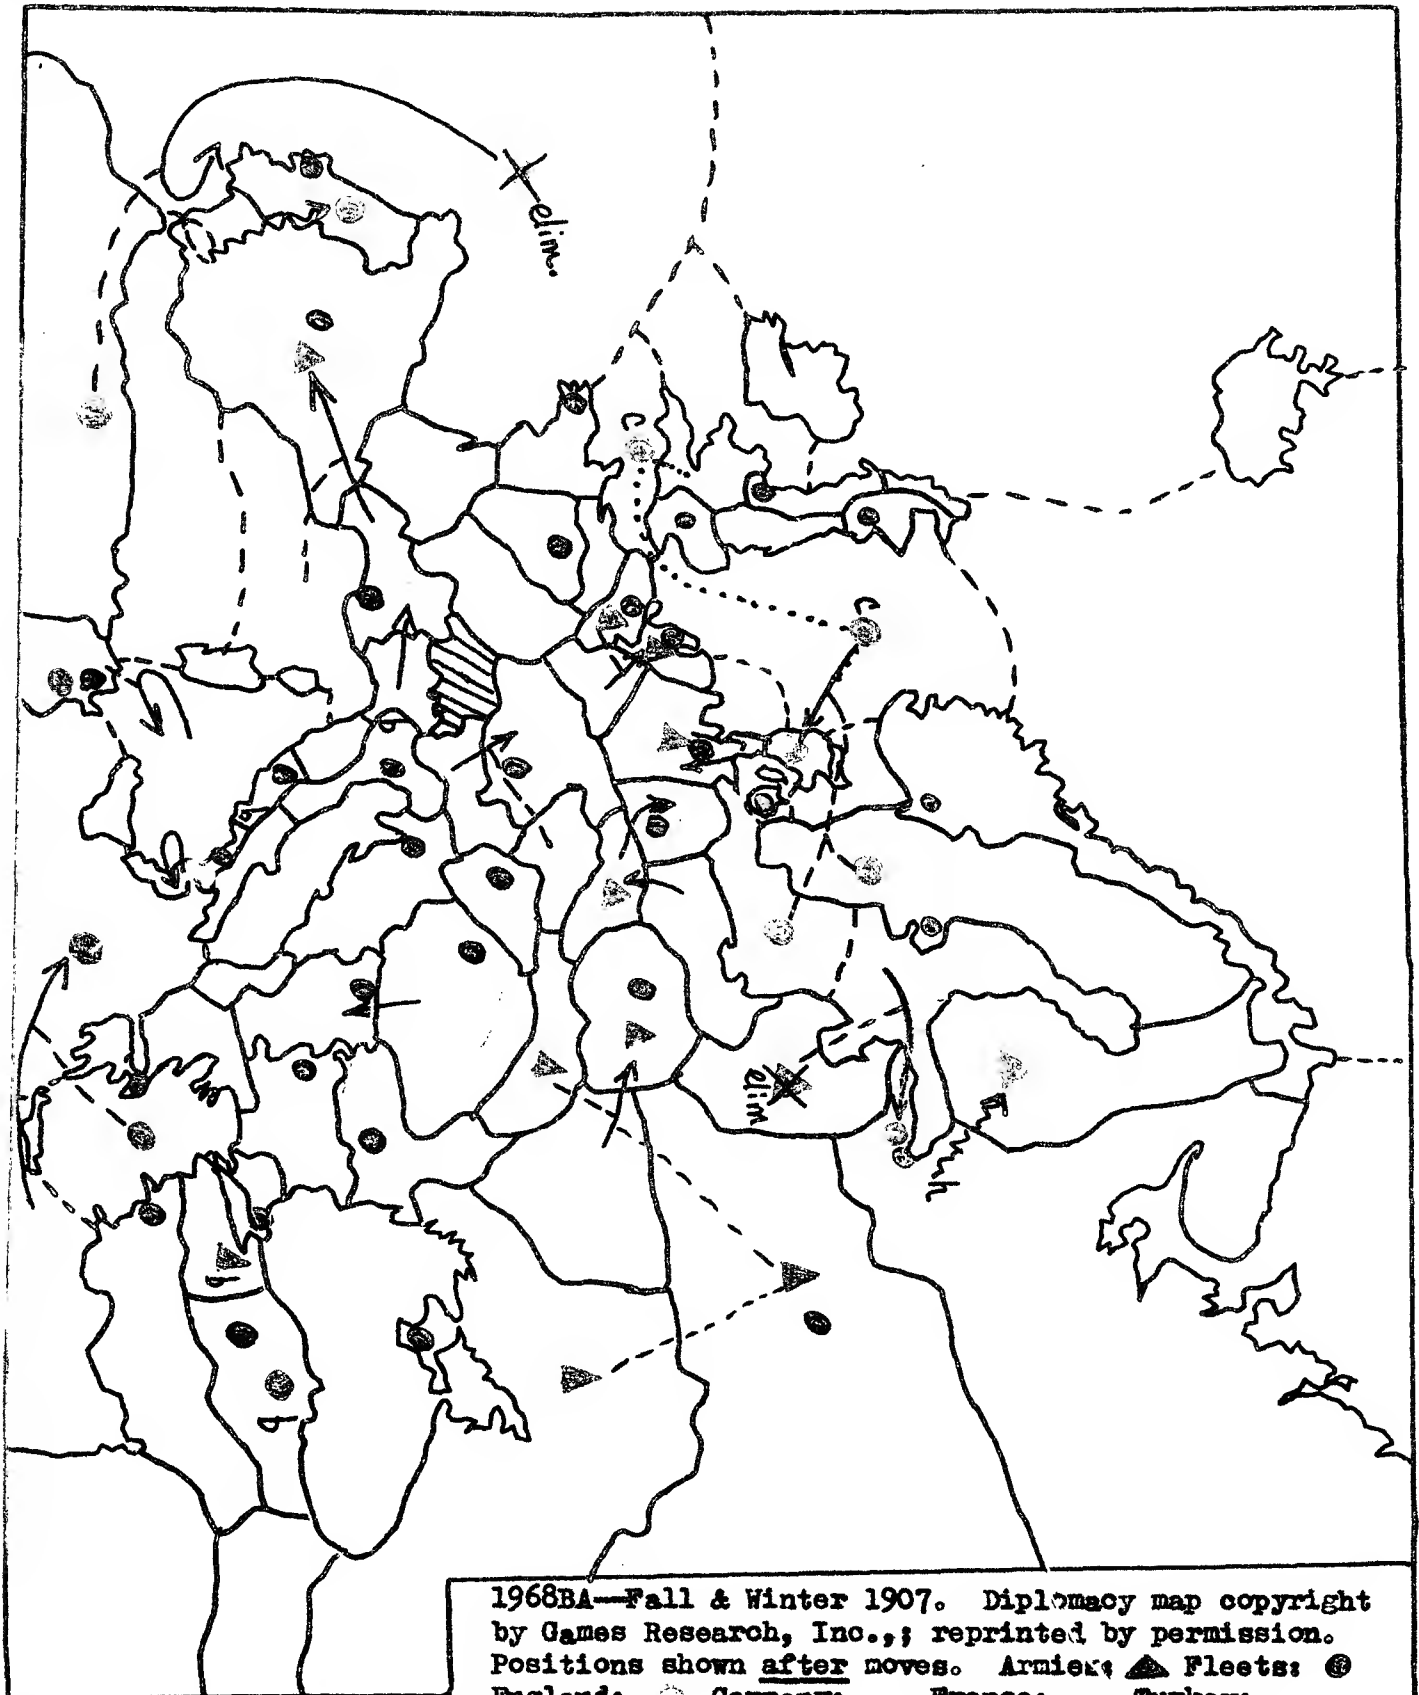 elim.
c
c
elim
h
b
b
1968BA—Fall & Winter 1907. Diplomacy map copyright
by Games Research, Inc.,; reprinted by permission.
Positions shown after moves. Armies: Fleets: